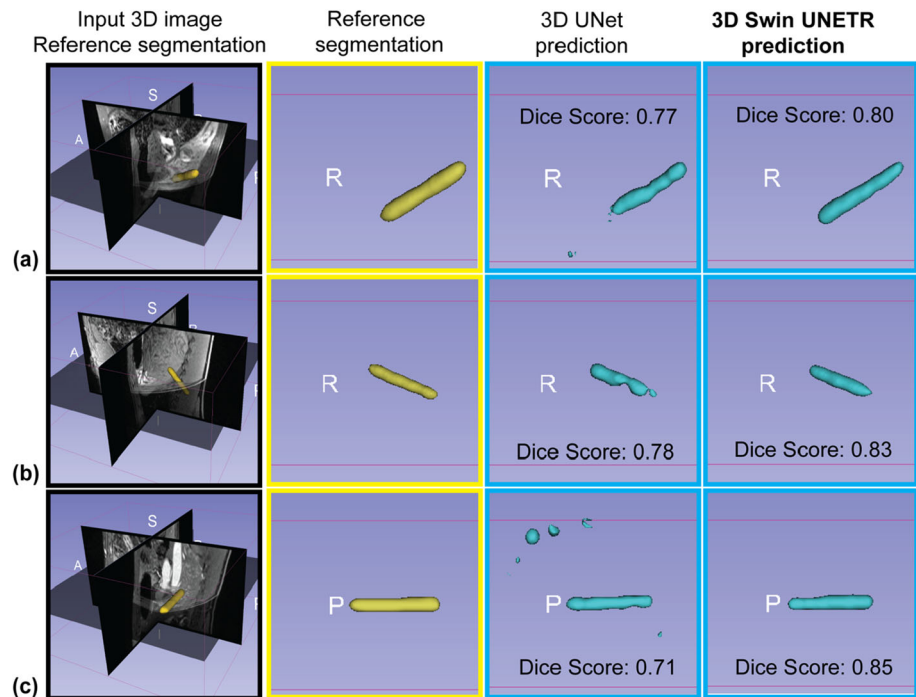 Input 3D image
Reference segmentation
Reference
segmentation
3D UNet
prediction
3D Swin UNETR
prediction
S
A
R
Dice Score: 0.77
R
Dice Score: 0.80
R
(a)
S
A
R
R
Dice Score: 0.78
R
Dice Score: 0.83
(b)
S
A
P
P
Dice Score: 0.71
Dice Score: 0.85
(c)